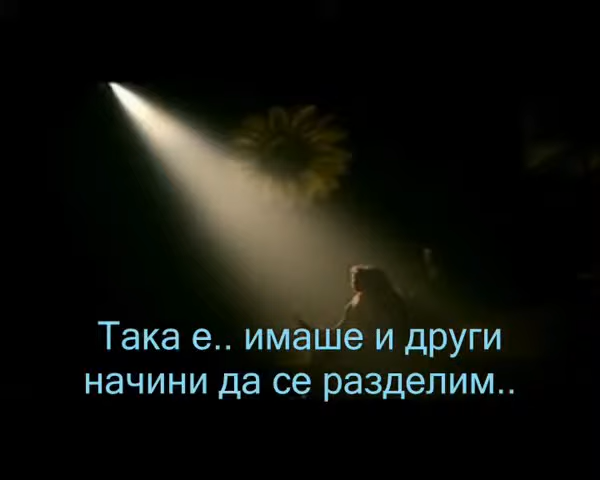 Така е.. имаше и други
начини да се разделим..